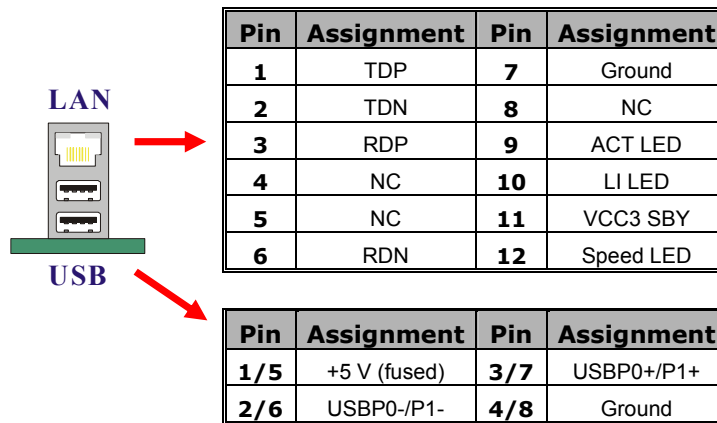 Pin Assignment Pin Assignment
1 TDP 7 Ground
LAN
2 TDN 8 NC
3 RDP 9 ACT LED
4 NC 10 LI LED
5 NC 11 VCC3 SBY
6 RDN 12 Speed LED
USB
Pin Assignment Pin Assignment
1/5 +5 V (fused) 3/7 USBP0+/P1+
2/6 USBP0-/P1- 4/8 Ground